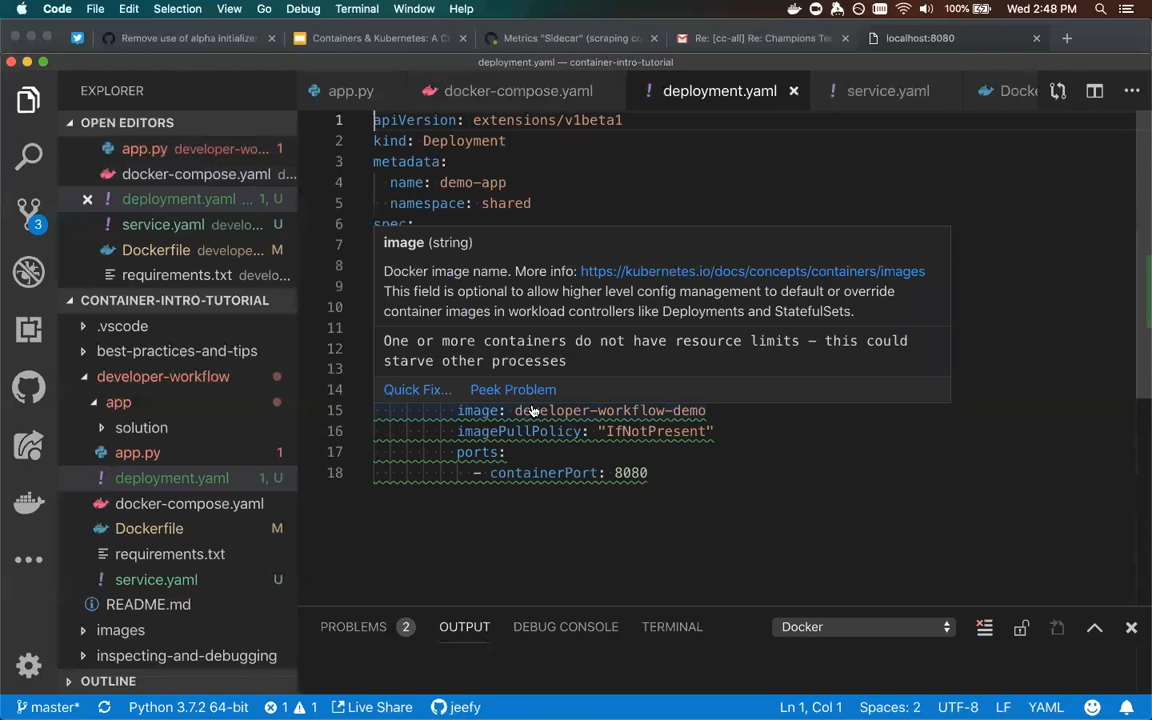 Code File Edit Selection View Go Debug Terminal Window Help 100% Wed 2:48 PM
Remove use of alpha initialize × Containers & Kubernetes: A C × Metrics "Sidecar" (scraping co × Re: [cc-all] Re: Champions Te × localhost:8080 × +
deployment.yaml — container-intro-tutorial
EXPLORER
app.py docker-compose.yaml ! deployment.yaml × ! service.yaml Docke
OPEN EDITORS
app.py developer-wo... 1
docker-compose.yaml d...
× ! deployment.yaml ... 1, U
! service.yaml develo... U
Dockerfile develope... M
requirements.txt develo...
CONTAINER-INTRO-TUTORIAL
.vscode
best-practices-and-tips
developer-workflow
app
solution
app.py 1
! deployment.yaml 1, U
docker-compose.yaml
Dockerfile M
requirements.txt
! service.yaml U
README.md
images
inspecting-and-debugging
OUTLINE
3
1 apiVersion: extensions/v1beta1
2 kind: Deployment
3 metadata:
4 name: demo-app
5 namespace: shared
6 spec:
7
8
9
10
11
12
13
14
image (string)
Docker image name. More info: https://kubernetes.io/docs/concepts/containers/images
This field is optional to allow higher level config management to default or override
container images in workload controllers like Deployments and StatefulSets.
One or more containers do not have resource limits – this could
starve other processes
Quick Fix... Peek Problem
15 image: developer-workflow-demo
16 imagePullPolicy: "IfNotPresent"
17 ports:
18 - containerPort: 8080
PROBLEMS 2 OUTPUT DEBUG CONSOLE TERMINAL Docker
master* Python 3.7.2 64-bit 1 1 Live Share jeefy Ln 1, Col 1 Spaces: 2 UTF-8 LF YAML